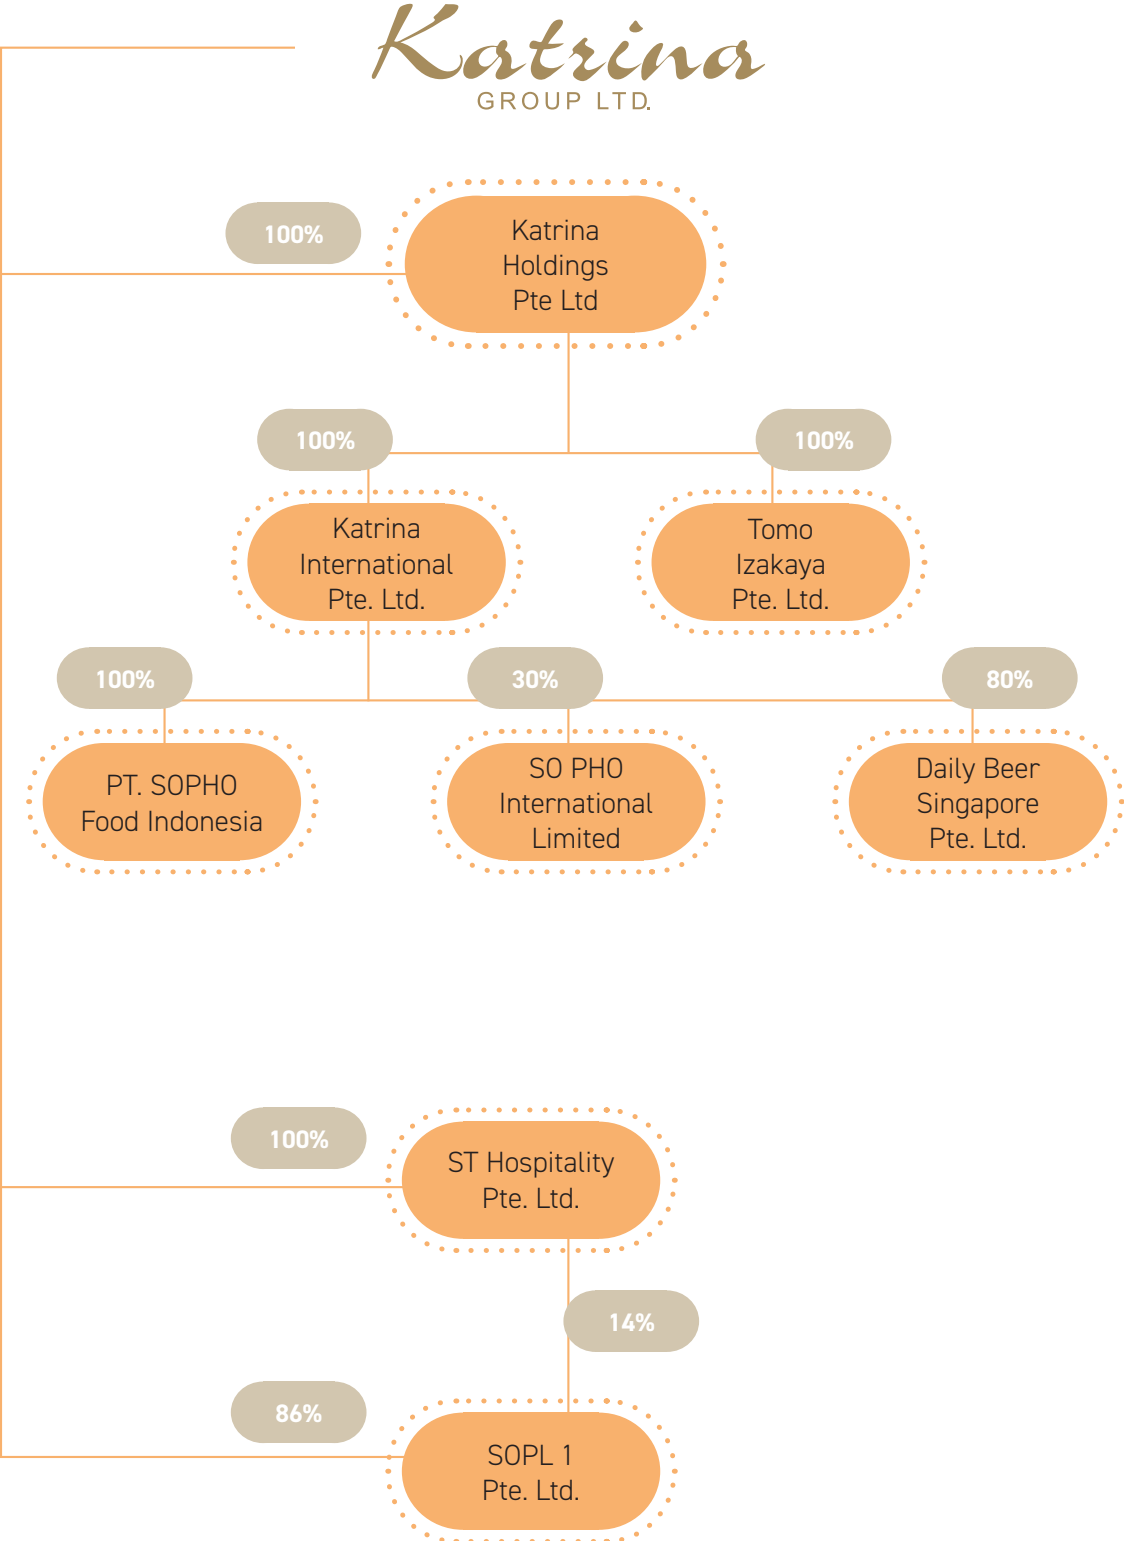 Katrina
GROUP LTD.
100%
Katrina
Holdings
Pte Ltd
100%
100%
Katrina
International
Pte. Ltd.
Tomo
Izakaya
Pte. Ltd.
100%
30%
80%
PT. SOPHO
Food Indonesia
SO PHO
International
Limited
Daily Beer
Singapore
Pte. Ltd.
100%
ST Hospitality
Pte. Ltd.
14%
86%
SOPL 1
Pte. Ltd.